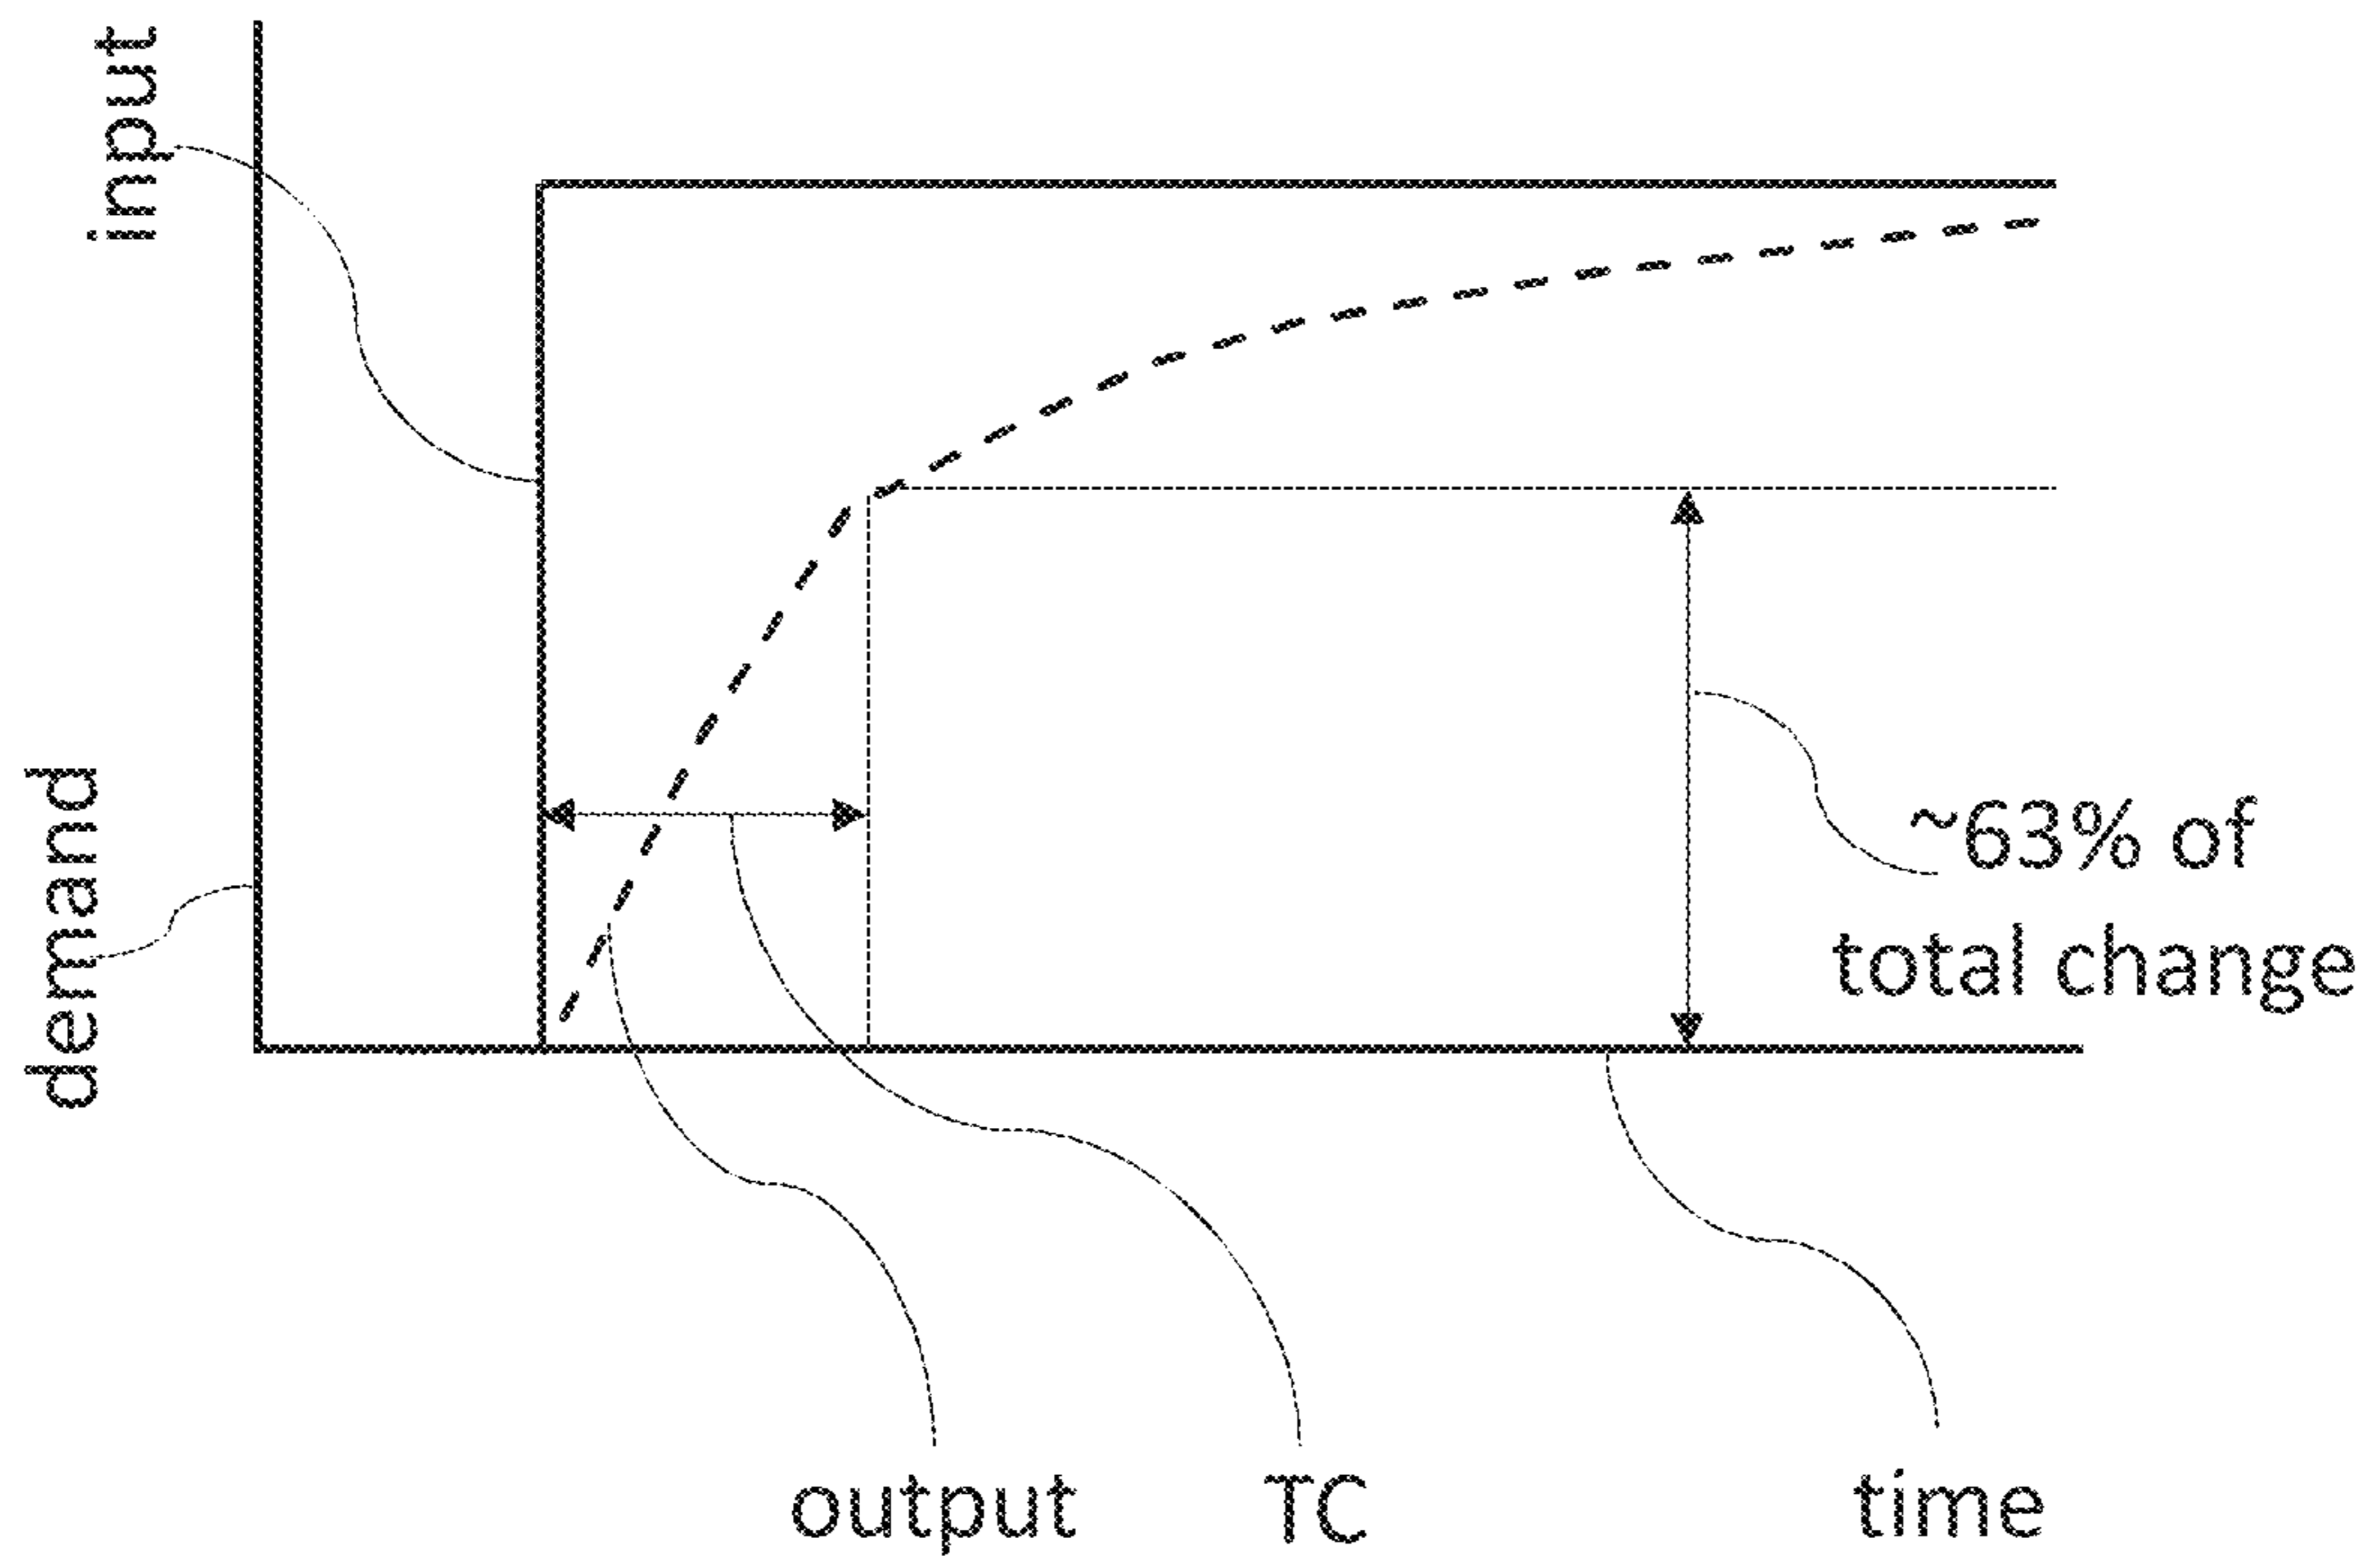 input
demand
~63% of
total change
output
TC
time